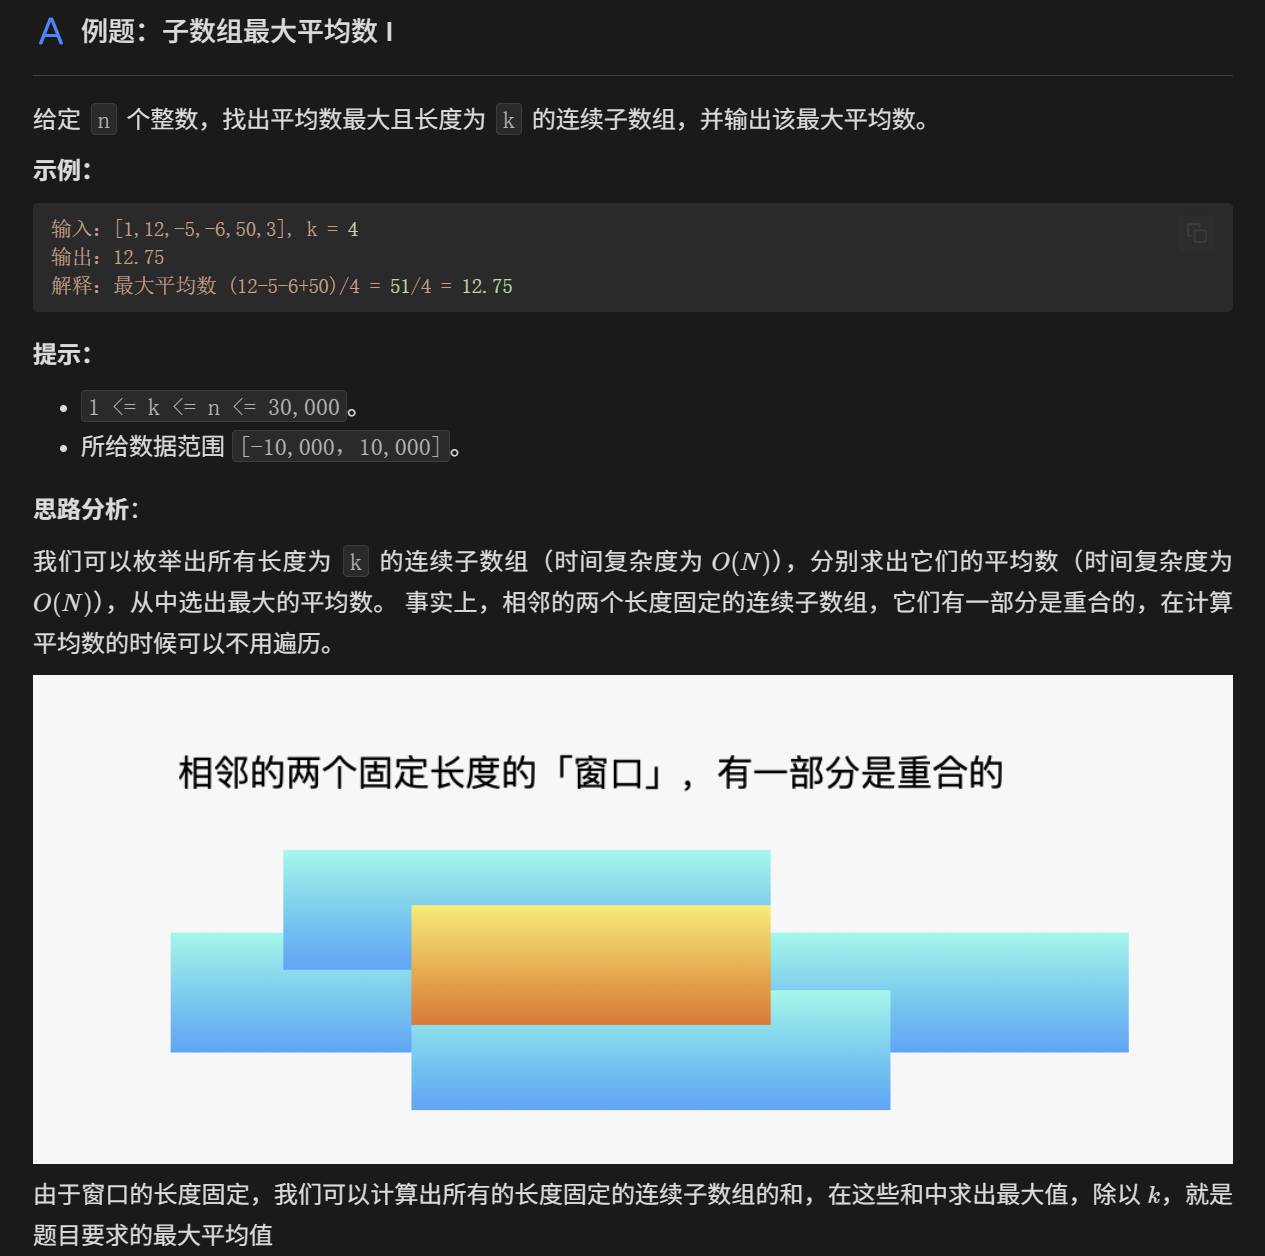 例题：子数组最大平均数 I
给定 n 个整数，找出平均数最大且长度为 k 的连续子数组，并输出该最大平均数。
示例：
输入：[1,12,-5,-6,50,3], k = 4
输出：12.75
解释：最大平均数 (12-5-6+50)/4 = 51/4 = 12.75
提示：
• 1 <= k <= n <= 30,000。
• 所给数据范围 [-10,000，10,000]。
思路分析：
我们可以枚举出所有长度为 k 的连续子数组（时间复杂度为 O(N)），分别求出它们的平均数（时间复杂度为
O(N)），从中选出最大的平均数。 事实上，相邻的两个长度固定的连续子数组，它们有一部分是重合的，在计算
平均数的时候可以不用遍历。
相邻的两个固定长度的「窗口」，有一部分是重合的
由于窗口的长度固定，我们可以计算出所有的长度固定的连续子数组的和，在这些和中求出最大值，除以 k，就是
题目要求的最大平均值